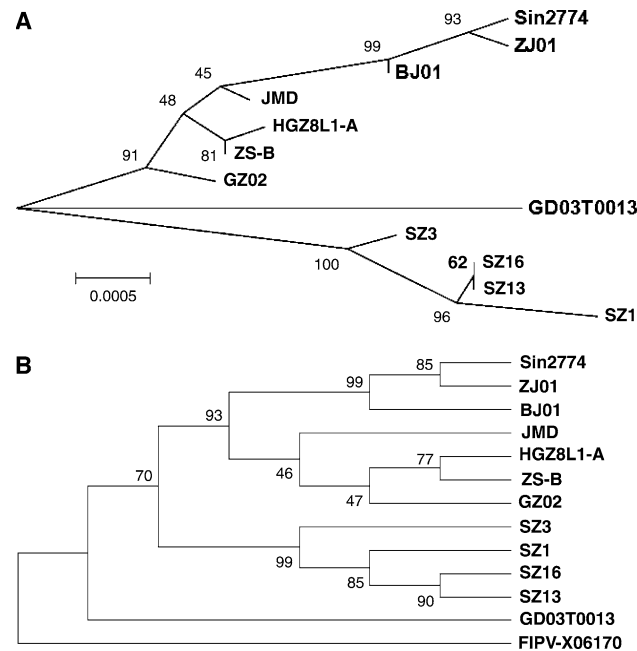 A
93
Sin2774
ZJ01
99
BJ01
45
JMD
48
HGZ8L1-A
81
ZS-B
91
GZ02
GD03T0013
SZ3
100
62
SZ16
SZ13
96
SZ1
0.0005
B
85
Sin2774
99
ZJ01
93
BJ01
JMD
46
77
HGZ8L1-A
ZS-B
47
GZ02
70
SZ3
99
SZ1
85
SZ16
90
SZ13
GD03T0013
FIPV-X06170